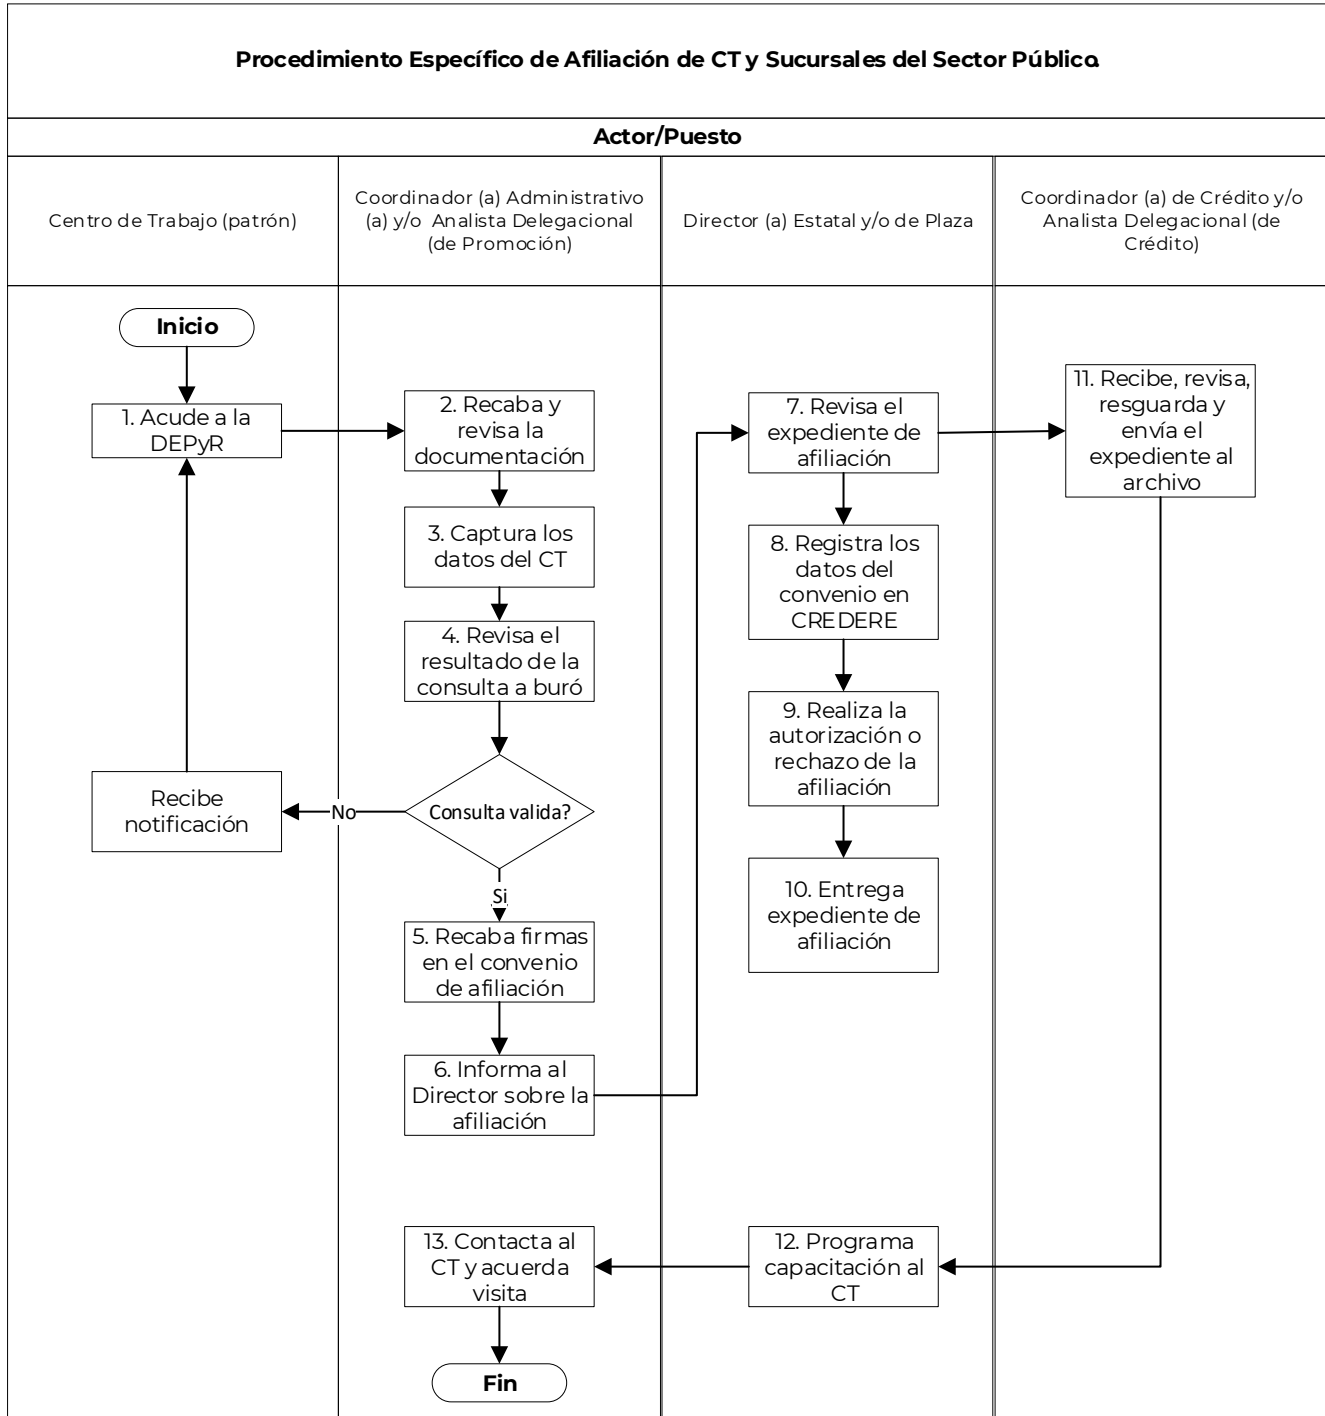 Procedimiento Específico de Afiliación de CT y Sucursales del Sector Público.
Actor/Puesto
Centro de Trabajo (patrón)
Coordinador (a) Administrativo
(a) y/o Analista Delegacional
(de Promoción)
Director (a) Estatal y/o de Plaza
Coordinador (a) de Crédito y/o
Analista Delegacional (de
Crédito)
Inicio
1. Acude a la
DEPyR
2. Recaba y
revisa la
documentación
3. Captura los
datos del CT
4. Revisa el
resultado de la
consulta a buró
Consulta valida?
No
Recibe
notificación
Si
5. Recaba firmas
en el convenio
de afiliación
6. Informa al
Director sobre la
afiliación
7. Revisa el
expediente de
afiliación
8. Registra los
datos del
convenio en
CREDERE
9. Realiza la
autorización o
rechazo de la
afiliación
10. Entrega
expediente de
afiliación
11. Recibe, revisa,
resguarda y
envía el
expediente al
archivo
12. Programa
capacitación al
CT
13. Contacta al
CT y acuerda
visita
Fin